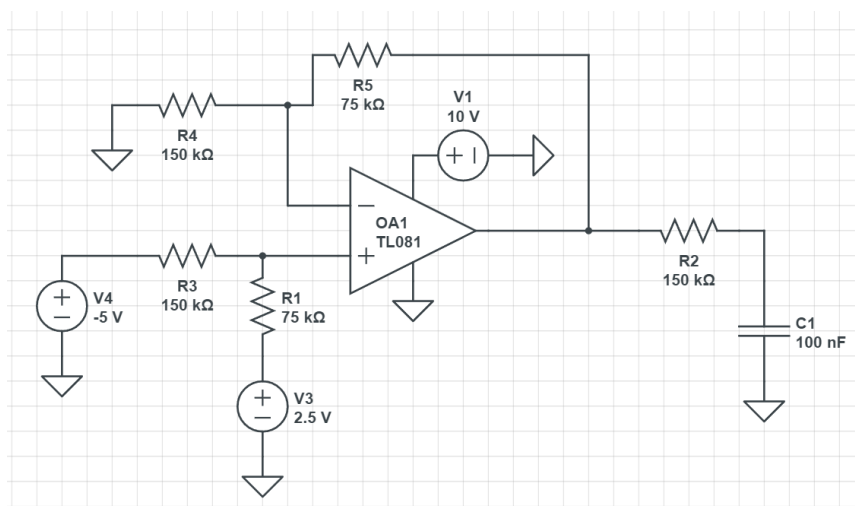 R5
75 kΩ
V1
10 V
R4
150 kΩ
OA1
TL081
R2
150 kΩ
R3
150 kΩ
V4
-5 V
R1
75 kΩ
C1
100 nF
V3
2.5 V